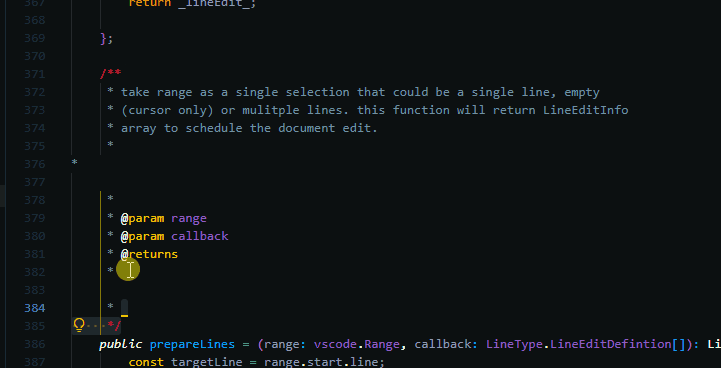 367 return _lineEdit_;
368
369 };
370
371 /**
372 * take range as a single selection that could be a single line, empty
373 * (cursor only) or mulitple lines. this function will return LineEditInfo
374 * array to schedule the document edit.
375 *
376 *
377
378 *
379 * @param range
380 * @param callback
381 * @returns
382 *
383
384 *
385 ···*/
386 public prepareLines = (range: vscode.Range, callback: LineType.LineEditDefintion[]): Li
387 const targetLine = range.start.line;